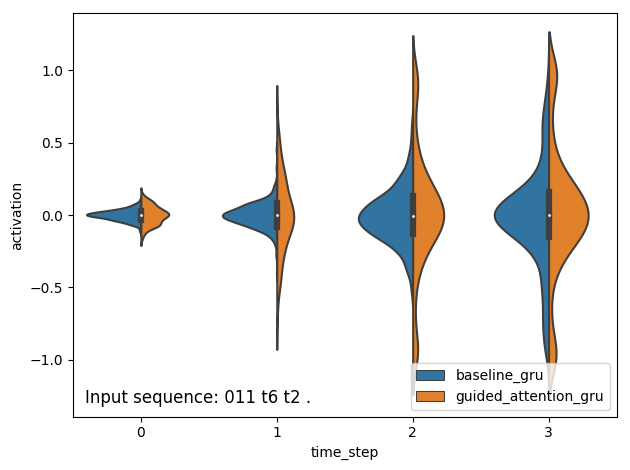 1.0
0.5
0.0
−0.5
−1.0
activation
Input sequence: 011 t6 t2 .
baseline_gru
guided_attention_gru
0 1 2 3
time_step